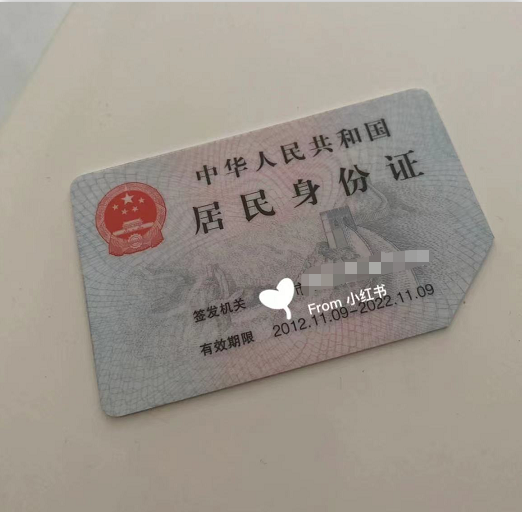 中华人民共和国
居民身份证
签发机关 市
From 小红书
有效期限 2012.11.09-2022.11.09